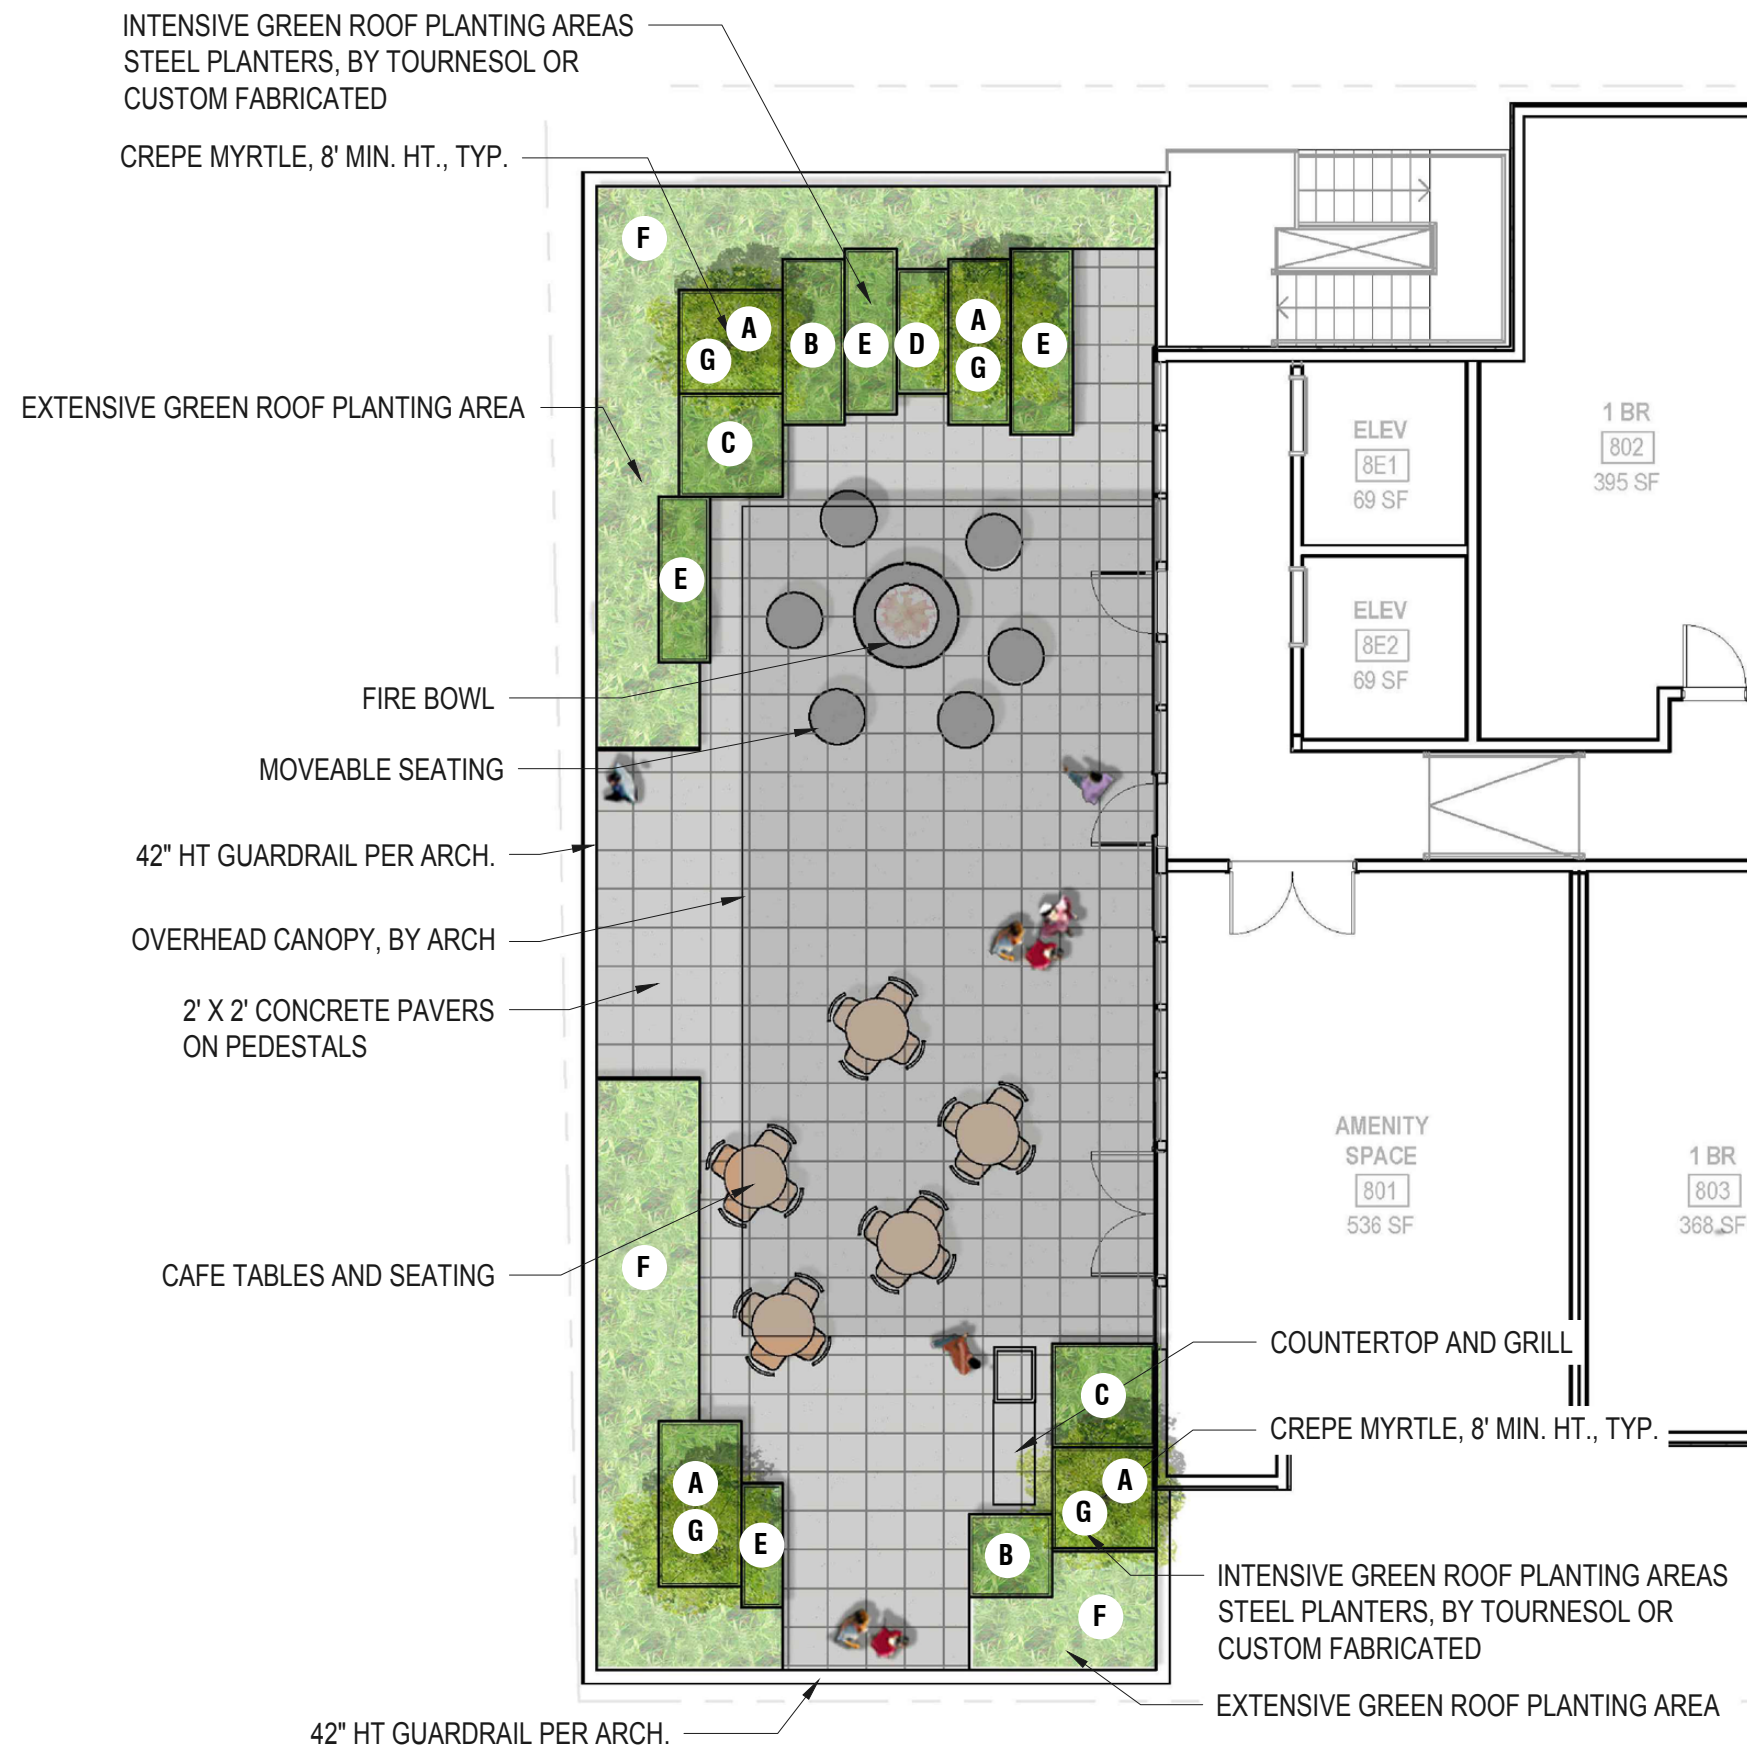 INTENSIVE GREEN ROOF PLANTING AREAS
STEEL PLANTERS, BY TOURNESOL OR
CUSTOM FABRICATED
CREPE MYRTLE, 8' MIN. HT., TYP.
F
A
G
B
E
D
A
G
E
EXTENSIVE GREEN ROOF PLANTING AREA
C
E
ELEV
8E1
69 SF
1 BR
802
395 SF
ELEV
8E2
69 SF
FIRE BOWL
MOVEABLE SEATING
42" HT GUARDRAIL PER ARCH.
OVERHEAD CANOPY, BY ARCH
2' X 2' CONCRETE PAVERS
ON PEDESTALS
AMENITY
SPACE
801
536 SF
1 BR
803
368 SF
CAFE TABLES AND SEATING
F
COUNTERTOP AND GRILL
C
CREPE MYRTLE, 8' MIN. HT., TYP.
A
G
E
A
G
B
F
INTENSIVE GREEN ROOF PLANTING AREAS
STEEL PLANTERS, BY TOURNESOL OR
CUSTOM FABRICATED
EXTENSIVE GREEN ROOF PLANTING AREA
42" HT GUARDRAIL PER ARCH.